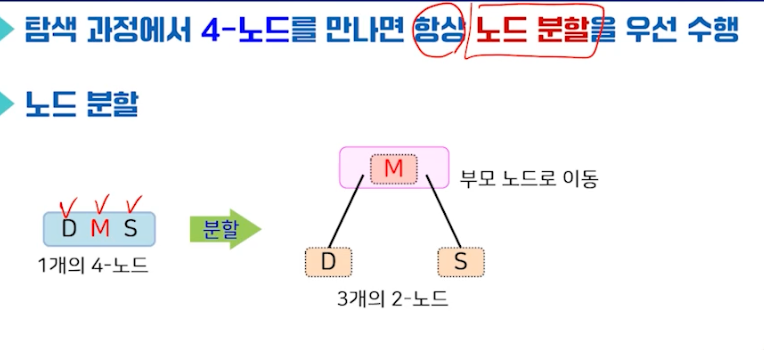 탐색 과정에서 4-노드를 만나면 항상 노드 분할을 우선 수행
노드 분할
M
부모 노드로 이동
D M S
분할
1개의 4-노드
D
S
3개의 2-노드